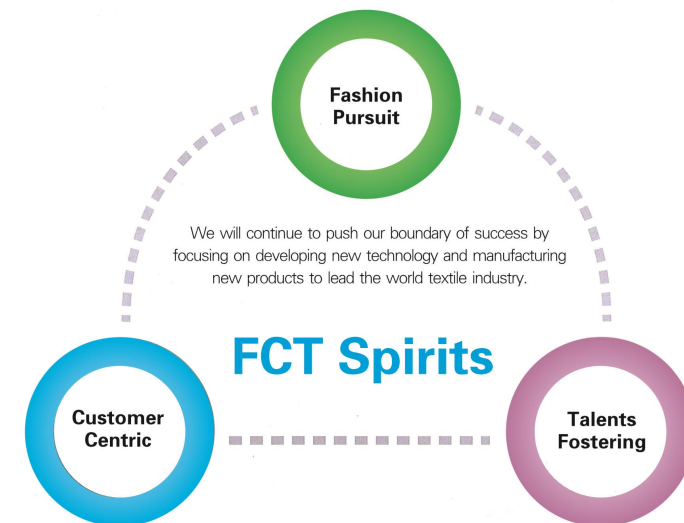 Fashion
Pursuit
We will continue to push our boundary of success by
focusing on developing new technology and manufacturing
new products to lead the world textile industry.
FCT Spirits
Customer
Centric
Talents
Fostering